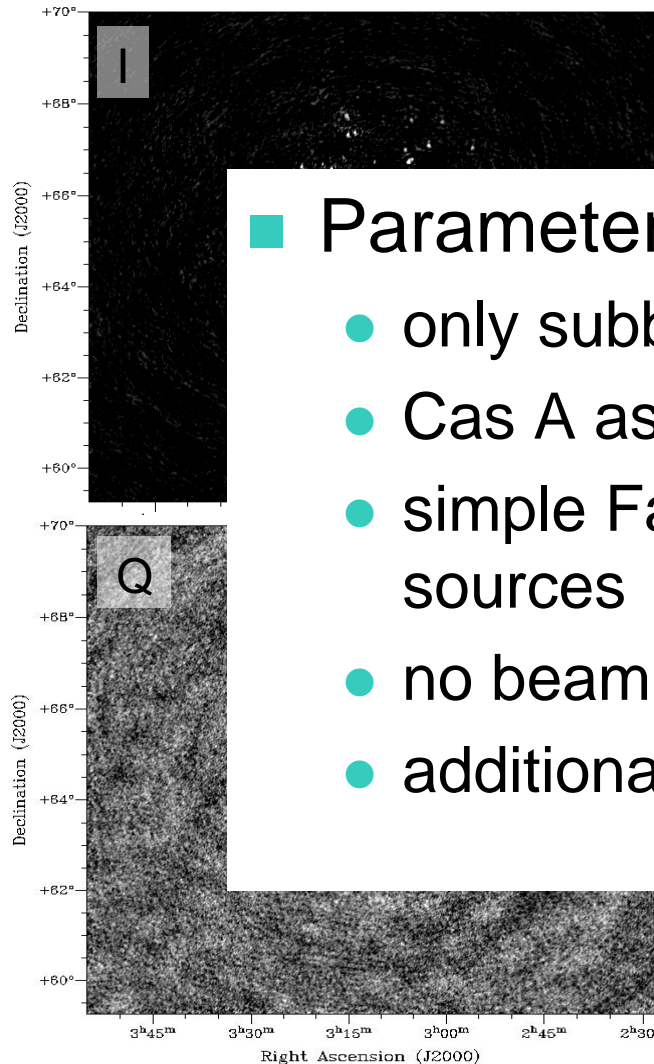 +70°
I
+68°
+66°
+64°
+62°
+60°
Declination (J2000)
Parameter
only subb
Cas A as
simple Fa
sources
no beam
additiona
+70°
Q
+68°
+66°
+64°
+62°
+60°
Declination (J2000)
3ʰ45ᵐ 3ʰ30ᵐ 3ʰ15ᵐ 3ʰ00ᵐ 2ʰ45ᵐ 2ʰ30
Right Ascension (J2000)